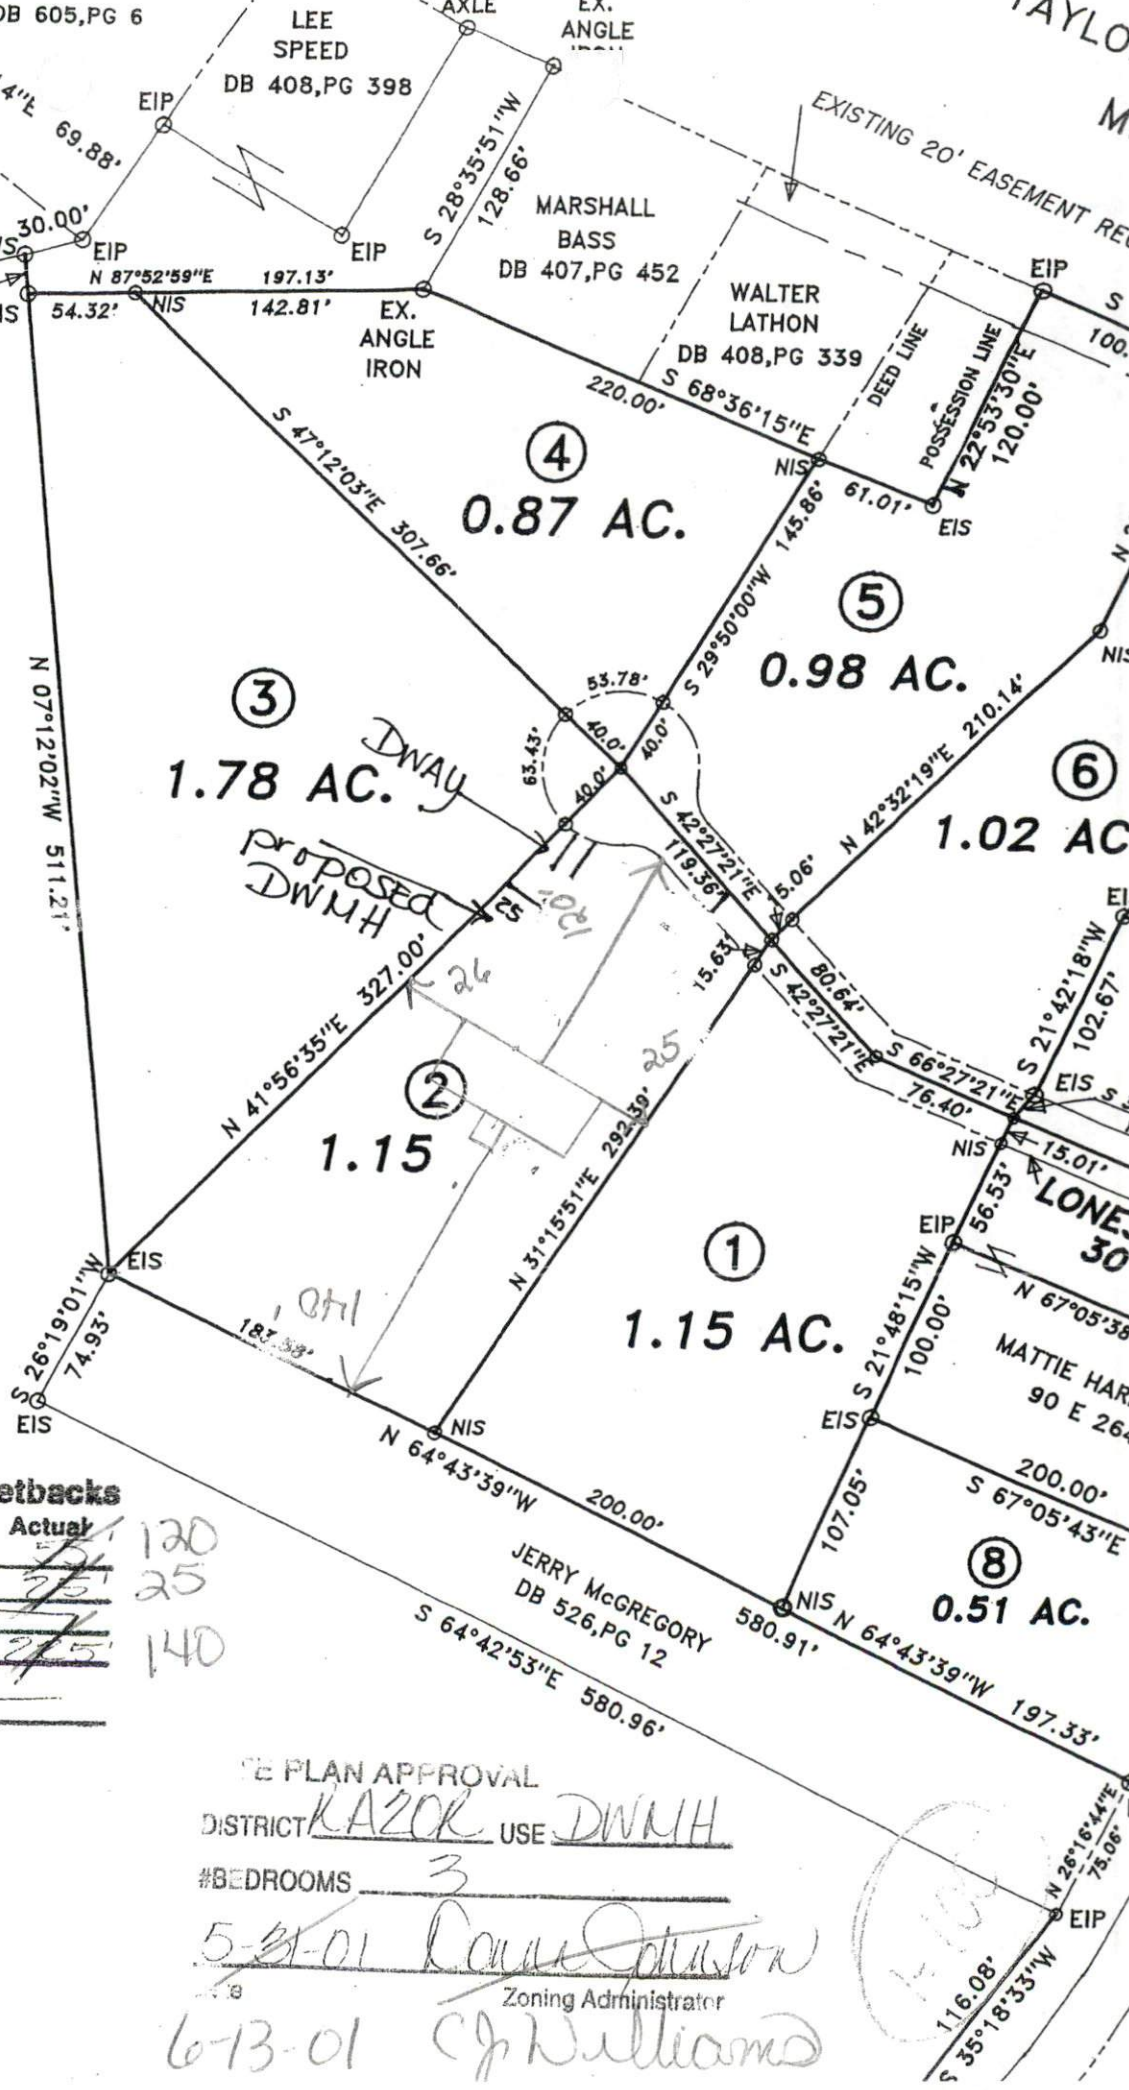 DB 605,PG 6
LEE
SPEED
DB 408,PG 398
AXLE
EX.
ANGLE
IRON
TAYLO
M
4"E 69.88'
EIP
EXISTING 20' EASEMENT RE
S 28°35'51"W
128.66'
MARSHALL
BASS
DB 407,PG 452
30.00'
EIP
EIP
N 87°52'59"E 197.13'
54.32'
NIS
142.81'
EX.
ANGLE
IRON
WALTER
LATHON
DB 408,PG 339
DEED LINE
POSSESSION LINE
EIP
S
100.
N 22°53'30"E
120.00'
220.00'
S 68°36'15"E
NIS
61.01'
EIS
S 47°12'03"E 307.66'
4
0.87 AC.
145.86'
S 29°50'00"W
5
0.98 AC.
NIS
N 07°12'02"W 511.21'
3
1.78 AC.
53.78'
63.43'
40.0'
40.0'
40.0'
N 42°32'19"E 210.14'
6
1.02 AC
DWAY
proposed
DWMH
25
120'
S 42°27'21"E
119.36'
5.06'
15.63'
80.64'
S 42°27'21"E
EI
S 21°42'18"W
102.67'
S 66°27'21"E
76.40'
EIS
NIS
15.01'
LONES
30
N 41°56'35"E 327.00'
26
25
2
1.15
N 31°15'51"E 292.39'
1
1.15 AC.
56.53'
EIP
N 67°05'38
S 21°48'15"W
100.00'
MATTIE HAR
90 E 264
EIS
S 26°19'01"W
74.93'
EIS
140'
183.58'
NIS
N 64°43'39"W
200.00'
EIS
200.00'
S 67°05'43"E
107.05'
8
0.51 AC.
NIS
N 64°43'39"W 197.33'
JERRY McGREGORY
DB 526,PG 12
580.91'
S 64°42'53"E 580.96'
etbacks
Actual
120
25
140
N 26°16'44"E
75.06'
EIP
116.08'
S 35°18'33"W
E PLAN APPROVAL
DISTRICT RA20R USE DWMH
#BEDROOMS 3
5-31-01
Johnson
Zoning Administrator
6-13-01 CJ Williams